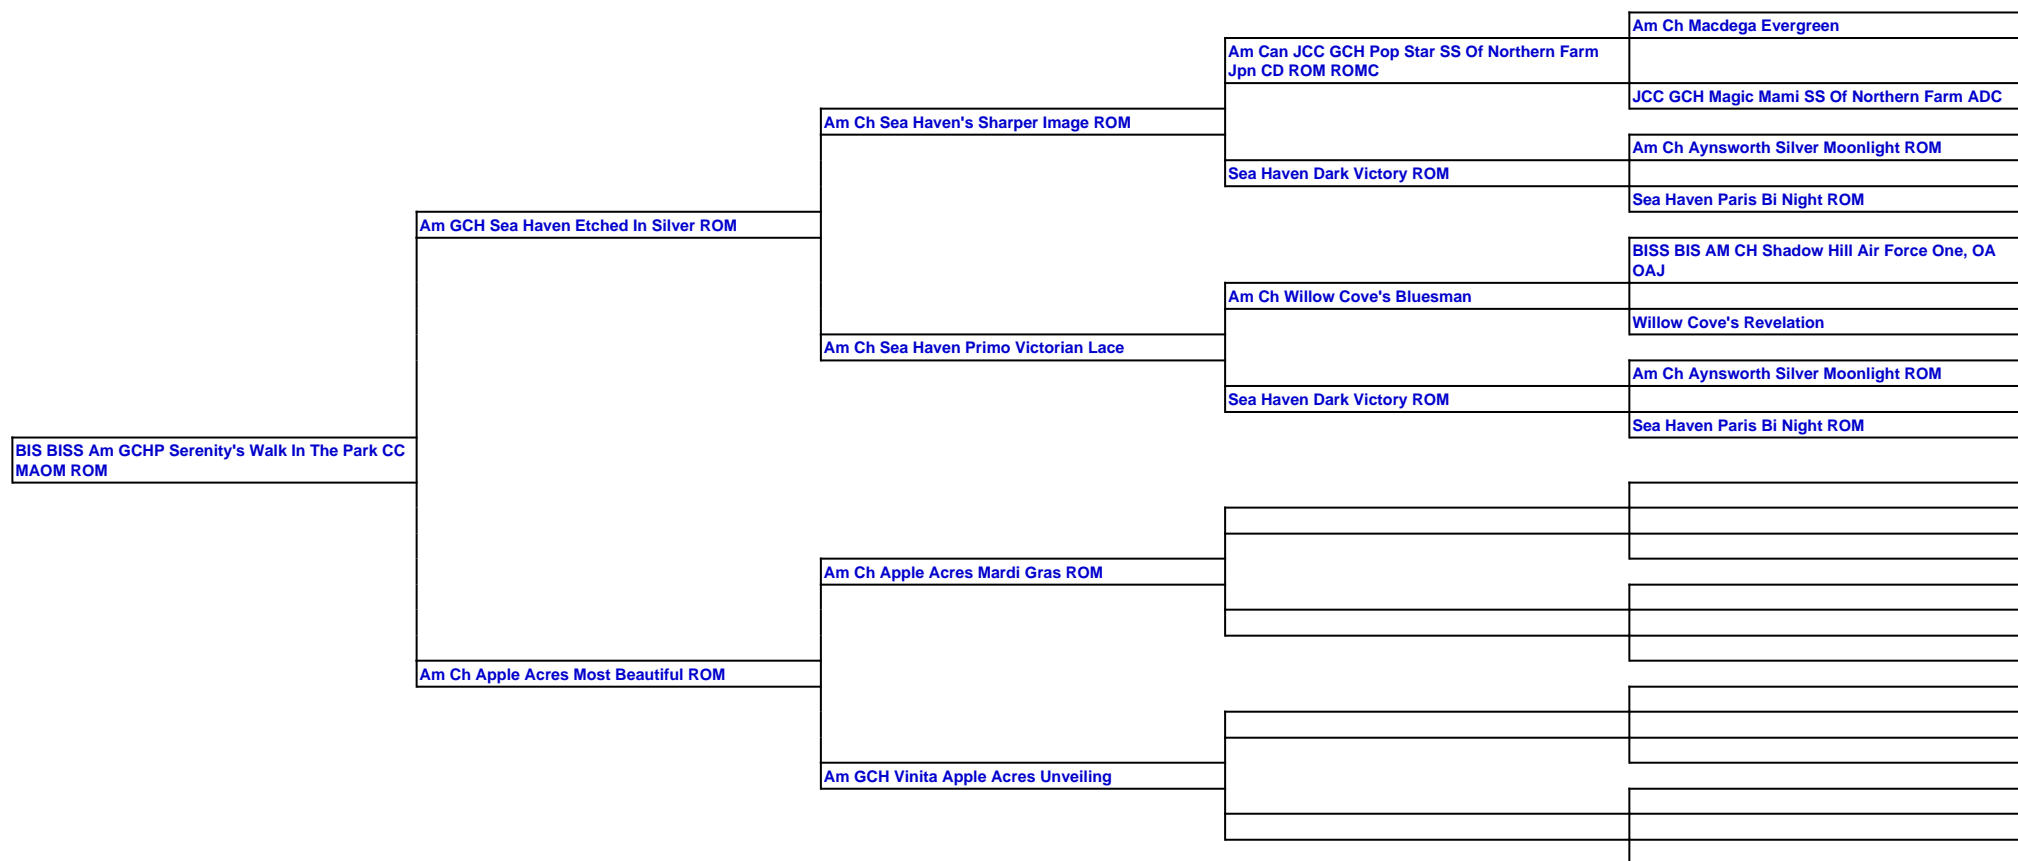 Am Ch Macdega Evergreen
Am Can JCC GCH Pop Star SS Of Northern Farm
Jpn CD ROM ROMC
JCC GCH Magic Mami SS Of Northern Farm ADC
Am Ch Sea Haven's Sharper Image ROM
Am Ch Aynsworth Silver Moonlight ROM
Sea Haven Dark Victory ROM
Sea Haven Paris Bi Night ROM
Am GCH Sea Haven Etched In Silver ROM
BISS BIS AM CH Shadow Hill Air Force One, OA
OAJ
Am Ch Willow Cove's Bluesman
Willow Cove's Revelation
Am Ch Sea Haven Primo Victorian Lace
Am Ch Aynsworth Silver Moonlight ROM
Sea Haven Dark Victory ROM
Sea Haven Paris Bi Night ROM
BIS BISS Am GCHP Serenity's Walk In The Park CC
MAOM ROM
Am Ch Apple Acres Mardi Gras ROM
Am Ch Apple Acres Most Beautiful ROM
Am GCH Vinita Apple Acres Unveiling